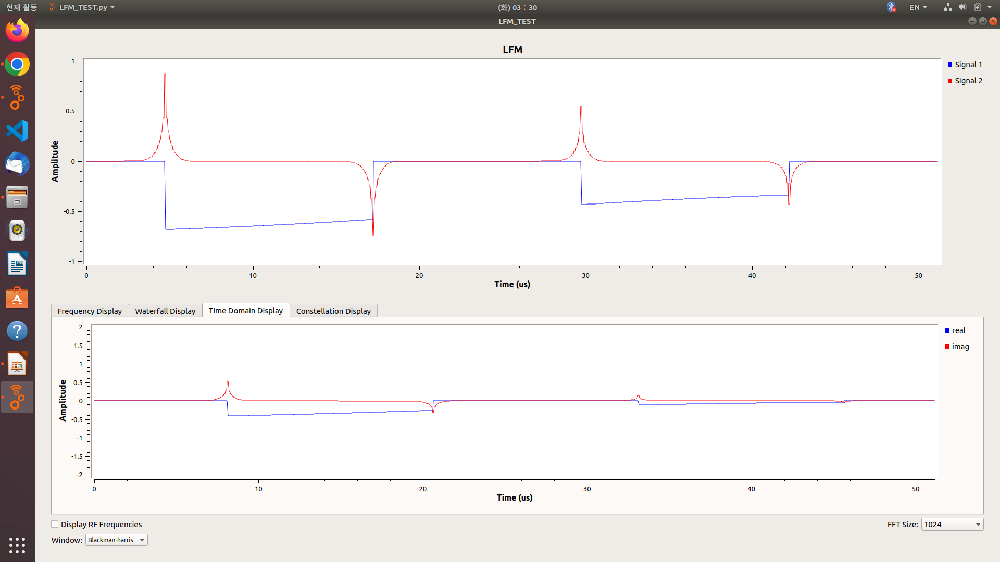 현재 활동 LFM_TEST.py (화) 03 : 30 EN
LFM_TEST
LFM
1
0.5
0
-0.5
-1
Amplitude
Signal 1
Signal 2
0 10 20 30 40 50
Time (us)
Frequency Display Waterfall Display Time Domain Display Constellation Display
2
1.5
1
0.5
0
-0.5
-1
-1.5
-2
Amplitude
real
imag
0 10 20 30 40 50
Time (us)
Display RF Frequencies FFT Size: 1024
Window: Blackman-harris